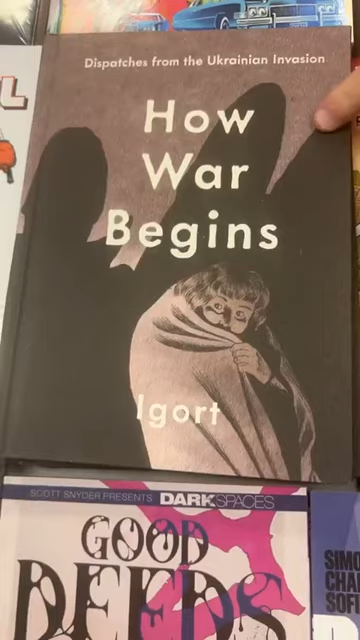 Dispatches from the Ukrainian Invasion
How
War
Begins
Igort
SCOTT SNYDER PRESENTS DARK SPACES
GOOD
DEEDS